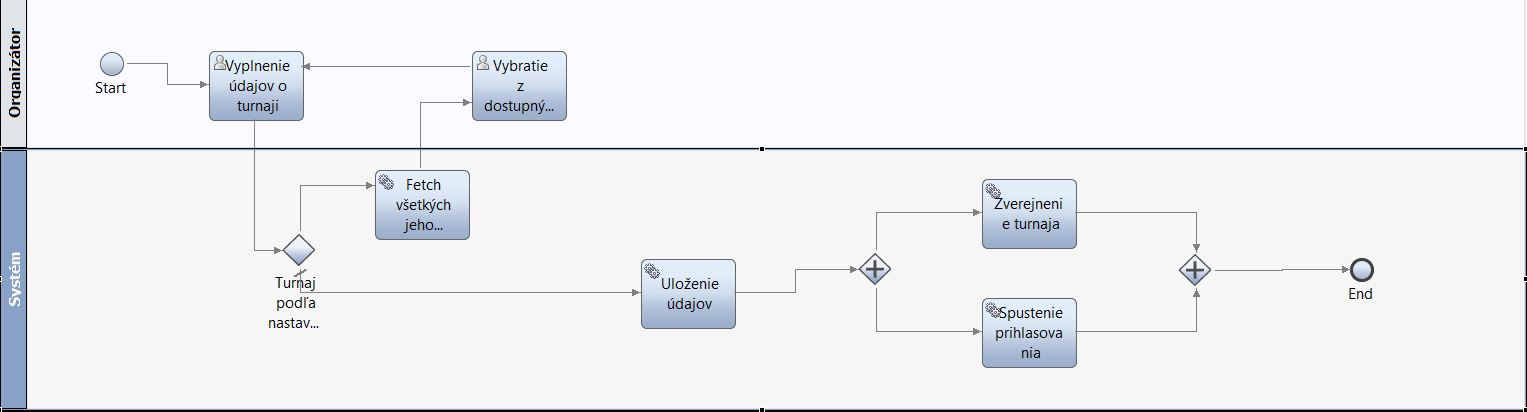 Organizátor
Start
Vyplnenie
údajov o
turnaji
Vybratie
z
dostupný...
Systém
Fetch
všetkých
jeho...
Turnaj
podľa
nastav...
Uloženie
údajov
Zverejneni
e turnaja
Spustenie
prihlasova
nia
End